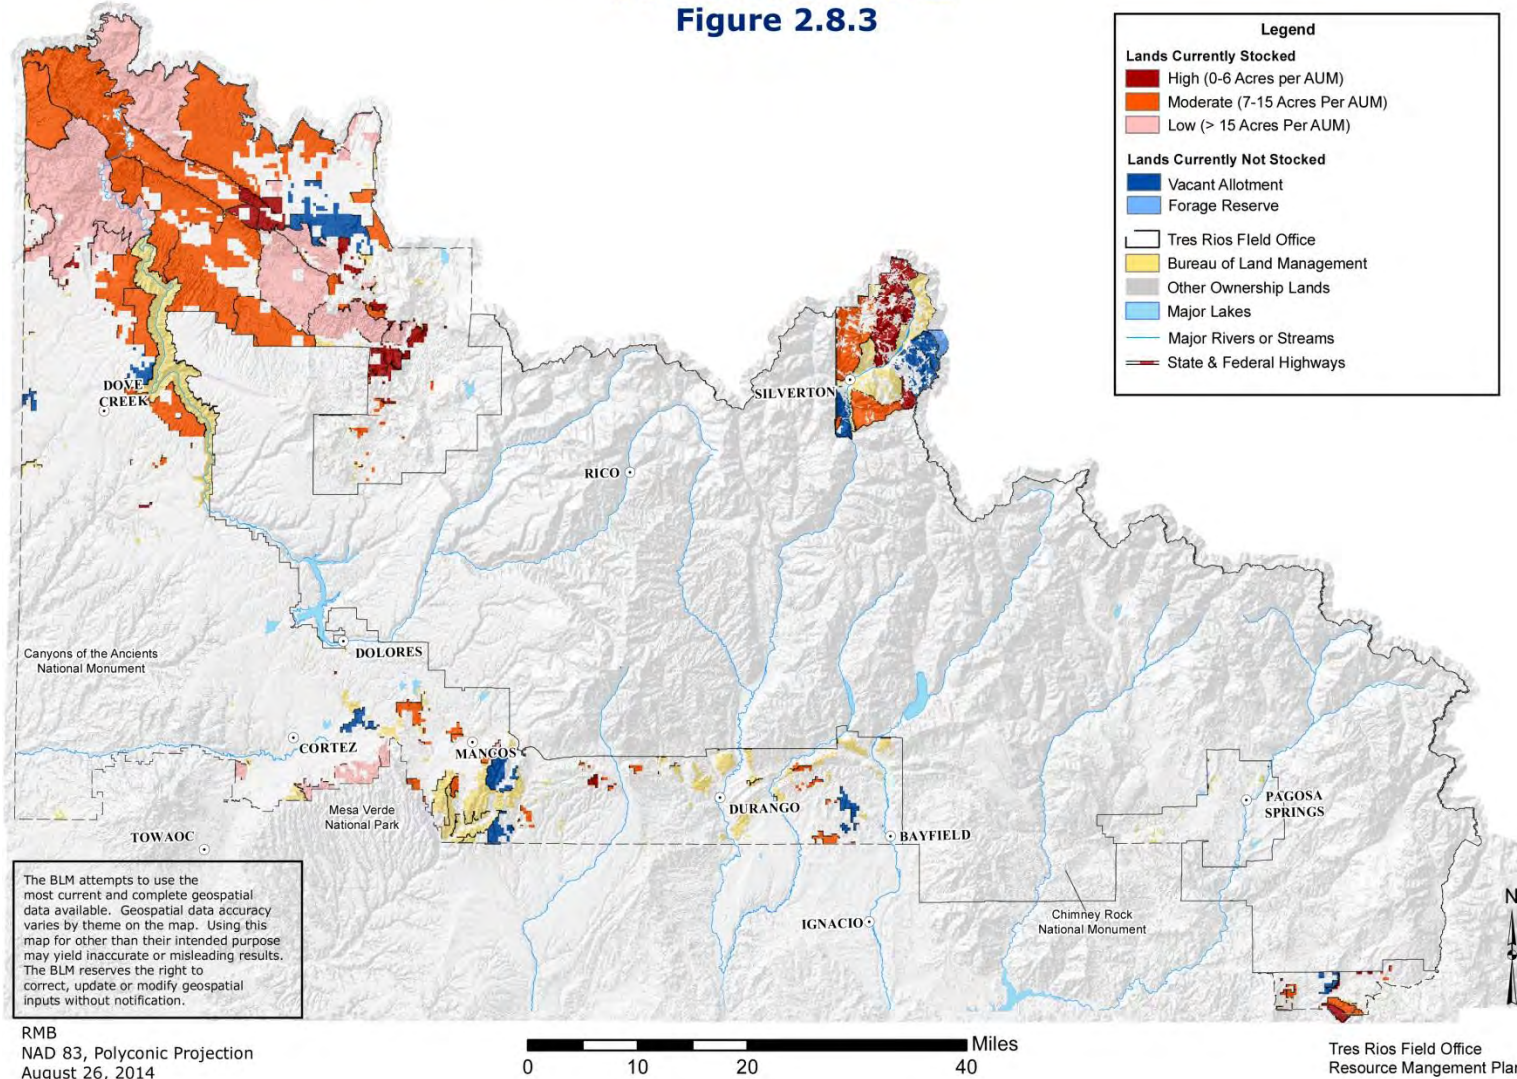 Figure 2.8.3
Legend
Lands Currently Stocked
High (0-6 Acres per AUM)
Moderate (7-15 Acres Per AUM)
Low (> 15 Acres Per AUM)
Lands Currently Not Stocked
Vacant Allotment
Forage Reserve
Tres Rios FIeld Office
Bureau of Land Management
Other Ownership Lands
Major Lakes
Major Rivers or Streams
State & Federal Highways
DOVE
CREEK
SILVERTON
RICO
Canyons of the Ancients
National Monument
DOLORES
CORTEZ
MANCOS
Mesa Verde
National Park
TOWAOC
DURANGO
BAYFIELD
PAGOSA
SPRINGS
IGNACIO
Chimney Rock
National Monument
The BLM attempts to use the
most current and complete geospatial
data available. Geospatial data accuracy
varies by theme on the map. Using this
map for other than their intended purpose
may yield inaccurate or misleading results.
The BLM reserves the right to
correct, update or modify geospatial
inputs without notification.
N
RMB
NAD 83, Polyconic Projection
August 26, 2014
Miles
0 10 20 40
Tres Rios Field Office
Resource Mangement Plan